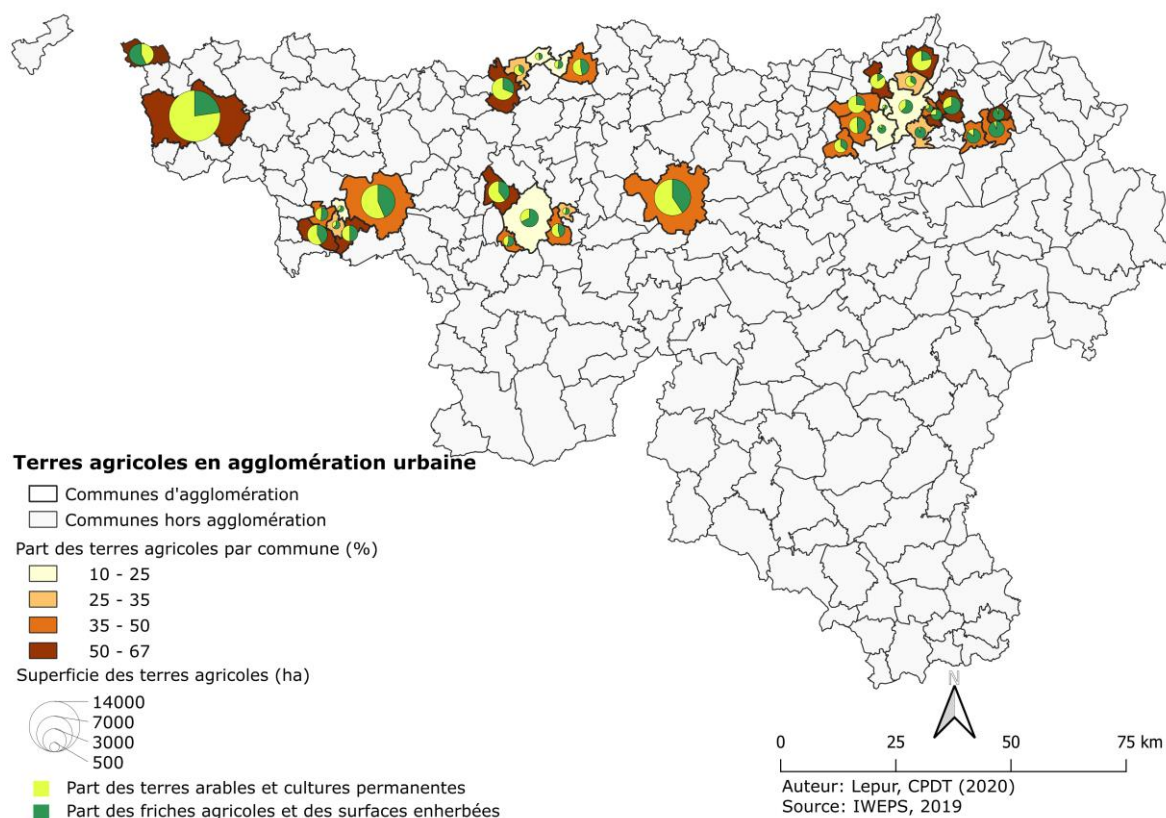 Terres agricoles en agglomération urbaine
Communes d'agglomération
Communes hors agglomération
Part des terres agricoles par commune (%)
10 - 25
25 - 35
35 - 50
50 - 67
Superficie des terres agricoles (ha)
14000
7000
3000
500
Part des terres arables et cultures permanentes
Part des friches agricoles et des surfaces enherbées
N
0 25 50 75 km
Auteur: Lepur, CPDT (2020)
Source: IWEPS, 2019